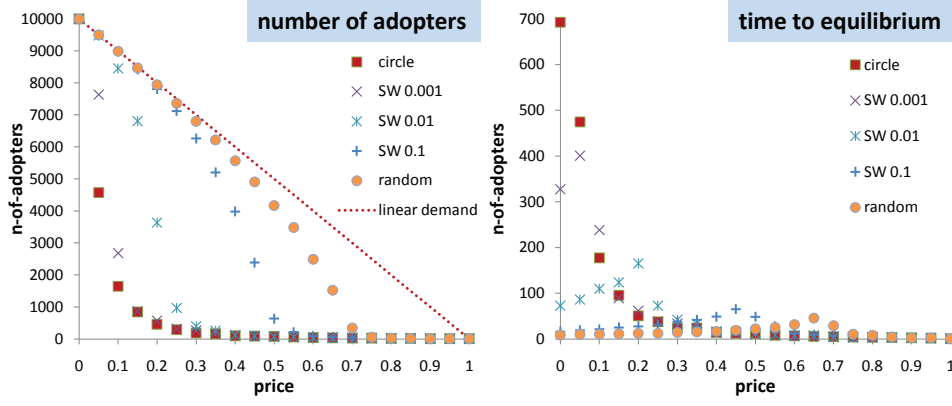 number of adopters
10000
9000
8000
7000
6000
5000
4000
3000
2000
1000
0
n-of-adopters
circle
SW 0.001
SW 0.01
SW 0.1
random
linear demand
0 0.1 0.2 0.3 0.4 0.5 0.6 0.7 0.8 0.9 1
price
time to equilibrium
700
600
500
400
300
200
100
0
n-of-adopters
circle
SW 0.001
SW 0.01
SW 0.1
random
0 0.1 0.2 0.3 0.4 0.5 0.6 0.7 0.8 0.9 1
price